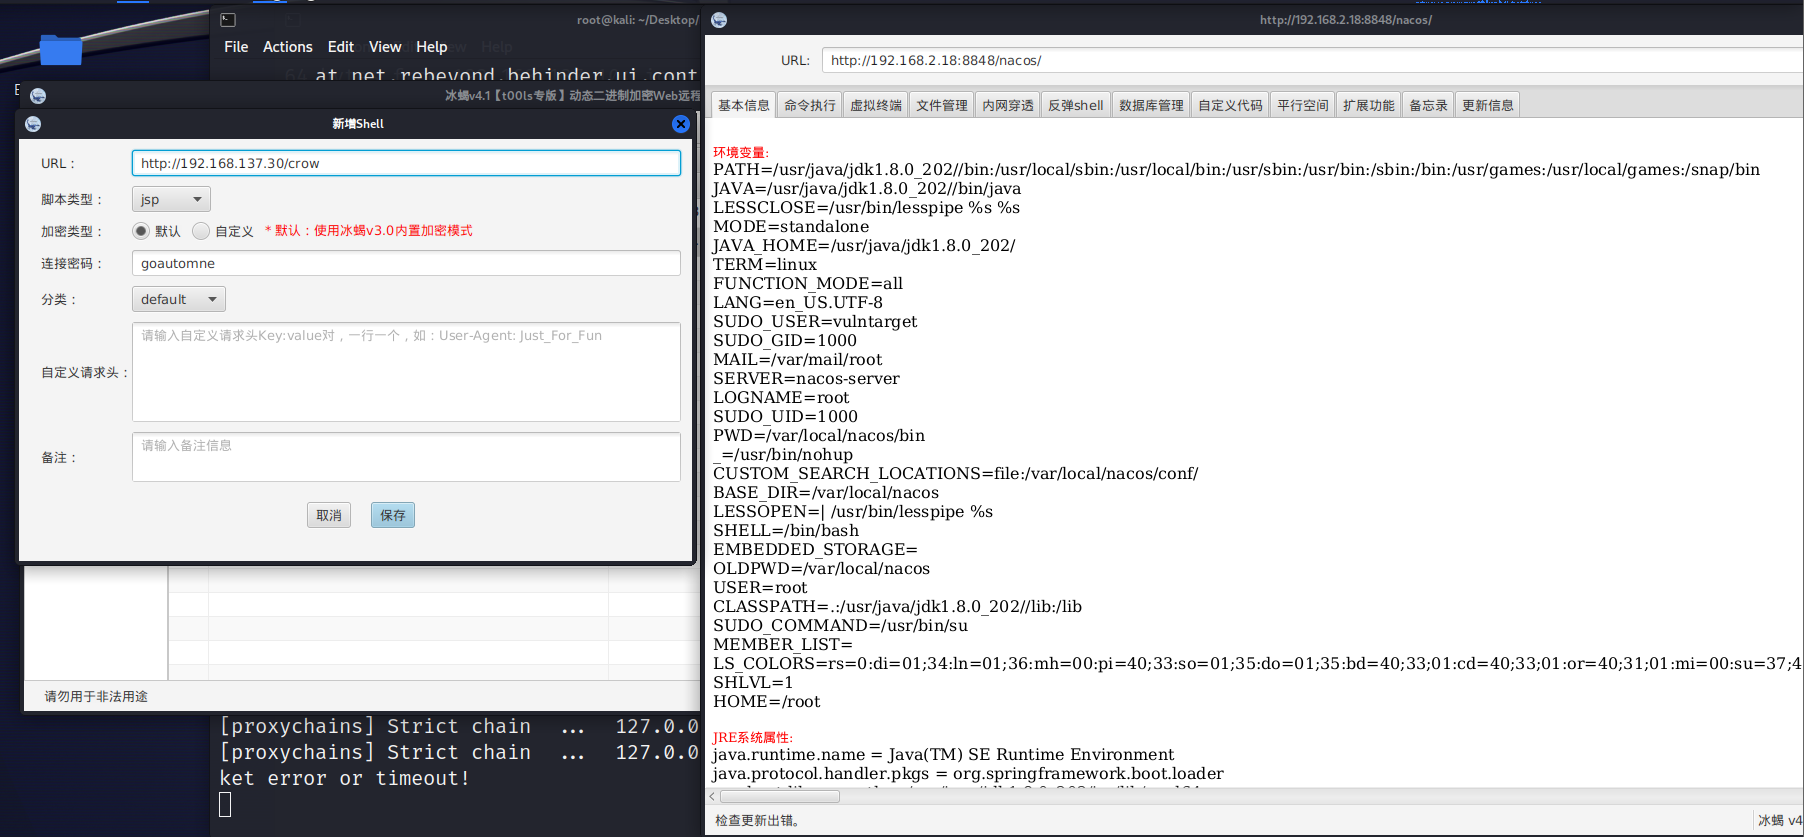 root@kali: ~/Desktop/
File Actions Edit View Help
at net.rebeyond.behinder.ui.cont
冰蝎v4.1【t00ls专版】动态二进制加密Web远程
新增Shell
URL：
http://192.168.137.30/crow
脚本类型：
jsp
加密类型：
默认
自定义
* 默认：使用冰蝎v3.0内置加密模式
连接密码：
goautomne
分类：
default
自定义请求头：
请输入自定义请求头Key:value对，一行一个，如：User-Agent: Just_For_Fun
备注：
请输入备注信息
取消
保存
请勿用于非法用途
[proxychains] Strict chain ... 127.0.0
[proxychains] Strict chain ... 127.0.0
ket error or timeout!
http://192.168.2.18:8848/nacos/
URL:
http://192.168.2.18:8848/nacos/
基本信息 命令执行 虚拟终端 文件管理 内网穿透 反弹shell 数据库管理 自定义代码 平行空间 扩展功能 备忘录 更新信息
环境变量:
PATH=/usr/java/jdk1.8.0_202//bin:/usr/local/sbin:/usr/local/bin:/usr/sbin:/usr/bin:/sbin:/bin:/usr/games:/usr/local/games:/snap/bin
JAVA=/usr/java/jdk1.8.0_202//bin/java
LESSCLOSE=/usr/bin/lesspipe %s %s
MODE=standalone
JAVA_HOME=/usr/java/jdk1.8.0_202/
TERM=linux
FUNCTION_MODE=all
LANG=en_US.UTF-8
SUDO_USER=vulntarget
SUDO_GID=1000
MAIL=/var/mail/root
SERVER=nacos-server
LOGNAME=root
SUDO_UID=1000
PWD=/var/local/nacos/bin
_=/usr/bin/nohup
CUSTOM_SEARCH_LOCATIONS=file:/var/local/nacos/conf/
BASE_DIR=/var/local/nacos
LESSOPEN=| /usr/bin/lesspipe %s
SHELL=/bin/bash
EMBEDDED_STORAGE=
OLDPWD=/var/local/nacos
USER=root
CLASSPATH=.:/usr/java/jdk1.8.0_202//lib:/lib
SUDO_COMMAND=/usr/bin/su
MEMBER_LIST=
LS_COLORS=rs=0:di=01;34:ln=01;36:mh=00:pi=40;33:so=01;35:do=01;35:bd=40;33;01:cd=40;33;01:or=40;31;01:mi=00:su=37;4
SHLVL=1
HOME=/root
JRE系统属性:
java.runtime.name = Java(TM) SE Runtime Environment
java.protocol.handler.pkgs = org.springframework.boot.loader
检查更新出错。
冰蝎 v4